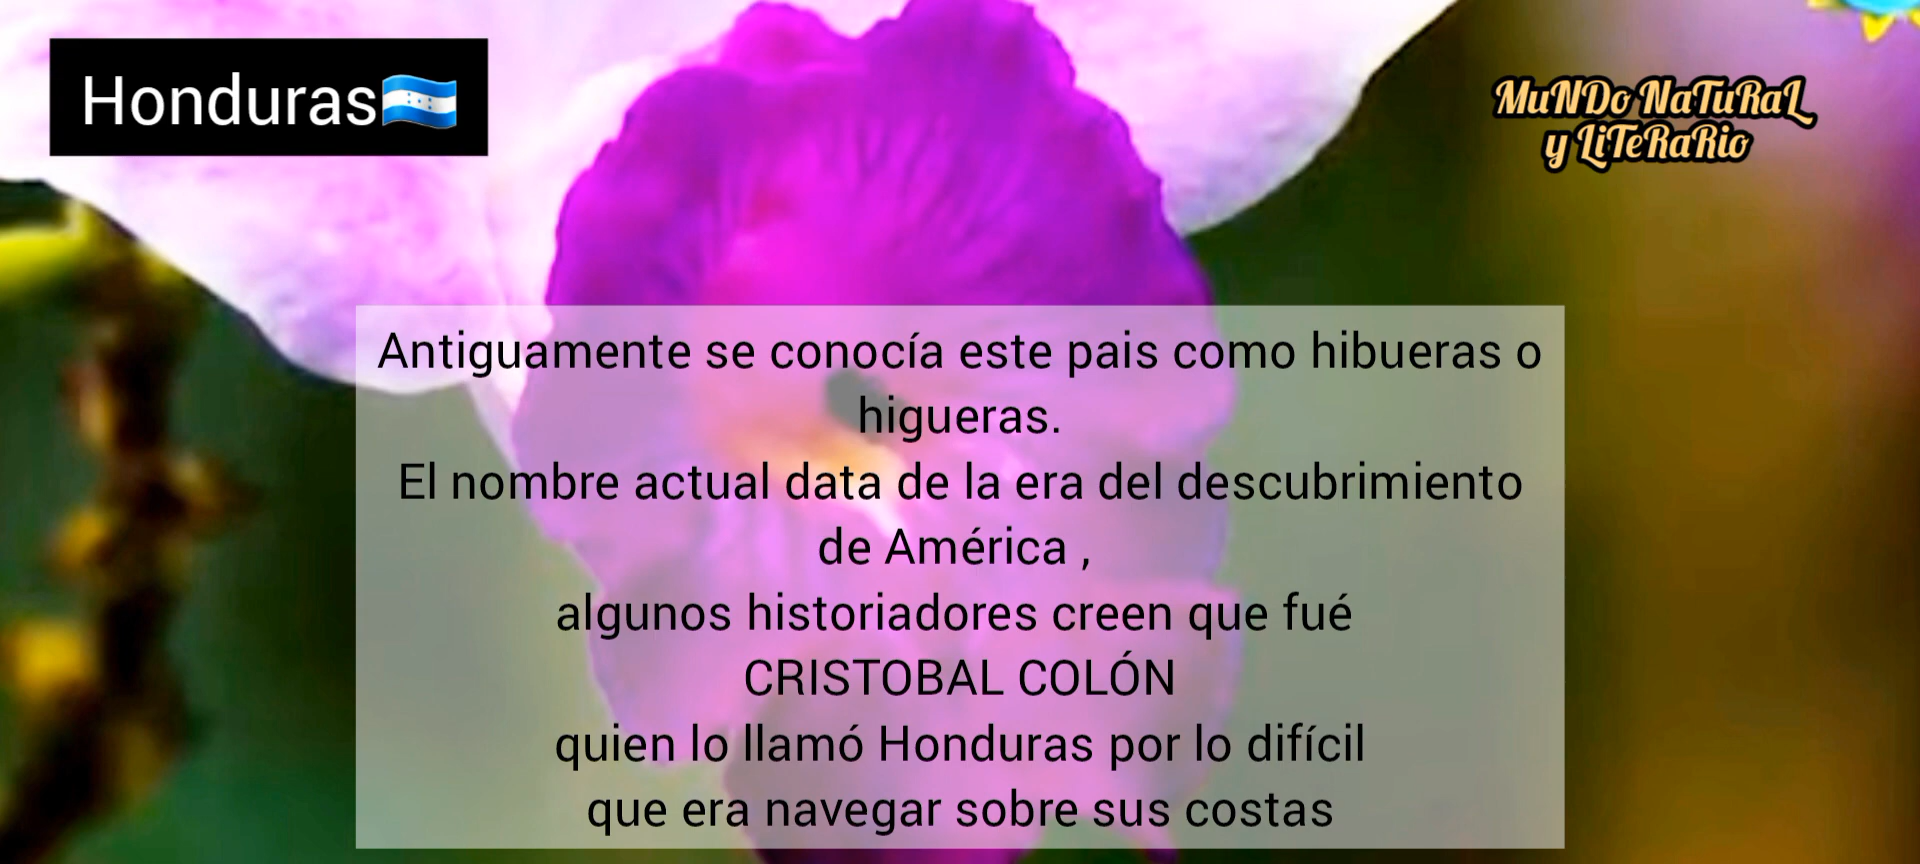 Honduras🇭🇳
MuNDo NaTuRaL
y LiTeRaRio
Antiguamente se conocía este pais como hibueras o
higueras.
El nombre actual data de la era del descubrimiento
de América ,
algunos historiadores creen que fué
CRISTOBAL COLÓN
quien lo llamó Honduras por lo difícil
que era navegar sobre sus costas